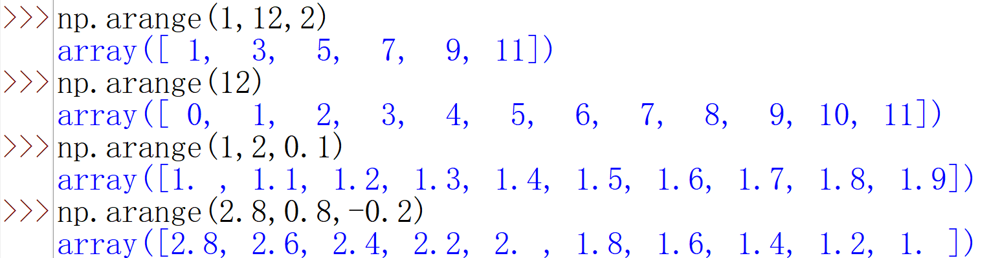 >>> np.arange(1,12,2)
array([ 1,  3,  5,  7,  9, 11])
>>> np.arange(12)
array([ 0,  1,  2,  3,  4,  5,  6,  7,  8,  9, 10, 11])
>>> np.arange(1,2,0.1)
array([1. , 1.1, 1.2, 1.3, 1.4, 1.5, 1.6, 1.7, 1.8, 1.9])
>>> np.arange(2.8,0.8,-0.2)
array([2.8, 2.6, 2.4, 2.2, 2. , 1.8, 1.6, 1.4, 1.2, 1. ])